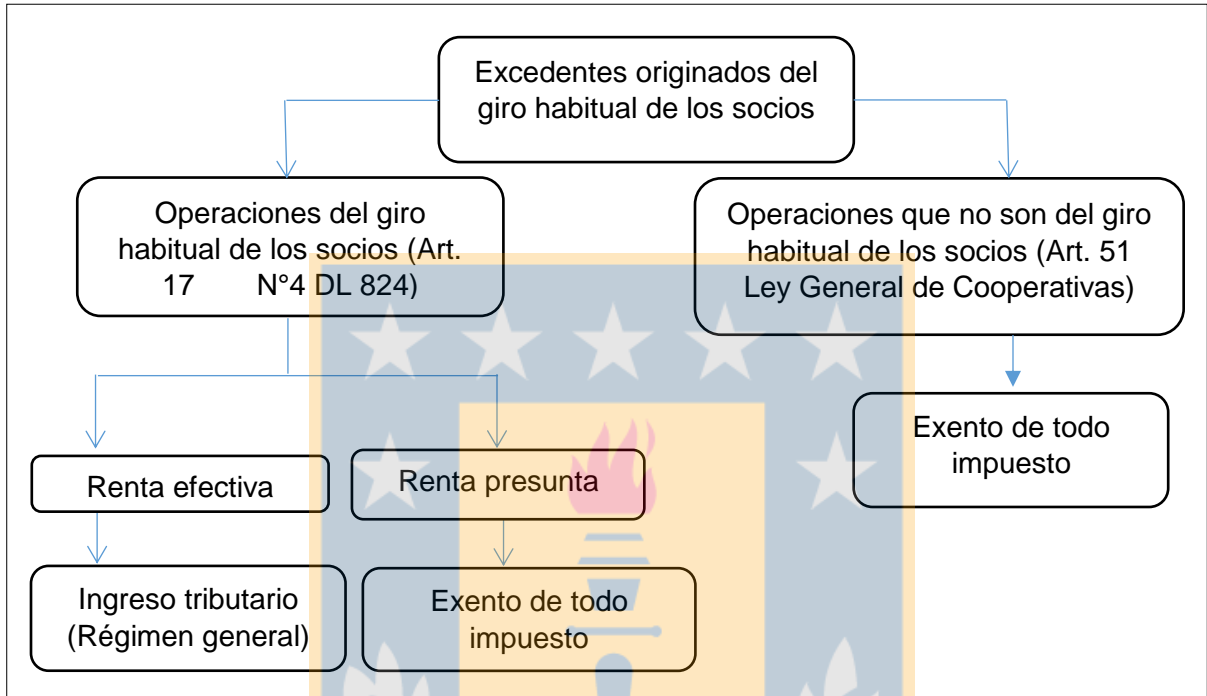 Excedentes originados del
giro habitual de los socios
Operaciones del giro
habitual de los socios (Art.
17 N°4 DL 824)
Operaciones que no son del giro
habitual de los socios (Art. 51
Ley General de Cooperativas)
Renta efectiva
Renta presunta
Exento de todo
impuesto
Ingreso tributario
(Régimen general)
Exento de todo
impuesto